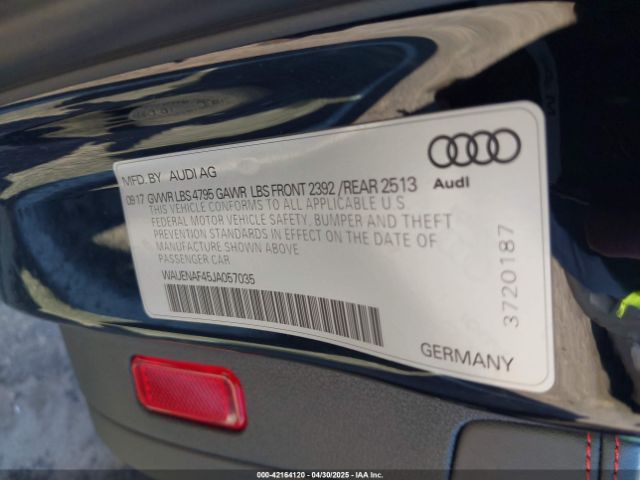 MFD. BY AUDI AG
09·17 GVWR LBS 4795 GAWR LBS FRONT 2392 /REAR 2513
THIS VEHICLE CONFORMS TO ALL APPLICABLE U S
FEDERAL MOTOR VEHICLE SAFETY, BUMPER AND THEFT
PREVENTION STANDARDS IN EFFECT ON THE DATE OF
MANUFACTURE SHOWN ABOVE
PASSENGER CAR
WAUENAF45JA057035
Audi
3720187
GERMANY
000-42164120 - 04/30/2025 - IAAI.COM